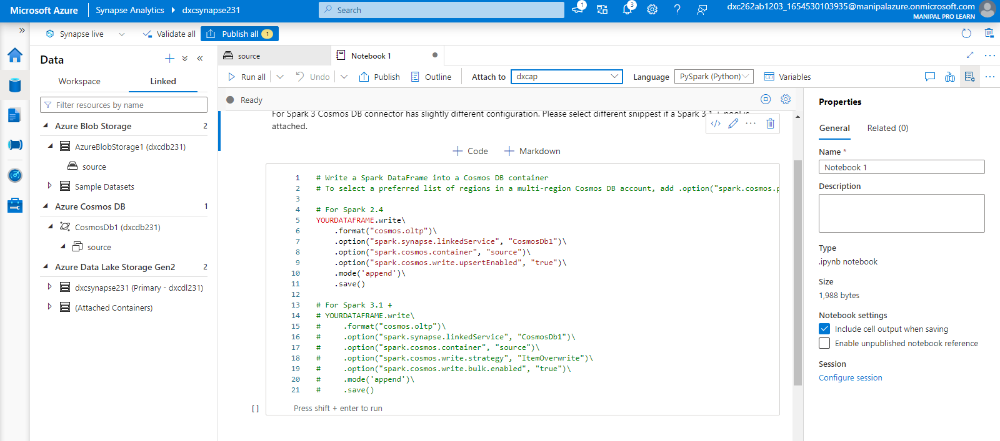 Microsoft Azure
Synapse Analytics
dxcsynapse231
Search
1
3
dxc262ab1203_1654530103935@manipalazure.onmicrosoft.com
MANIPAL PRO LEARN
Synapse live
Validate all
Publish all 1
Data
Workspace
Linked
Filter resources by name
Azure Blob Storage 2
AzureBlobStorage1 (dxcdb231)
source
Sample Datasets
Azure Cosmos DB 1
CosmosDb1 (dxcdb231)
source
Azure Data Lake Storage Gen2 2
dxcsynapse231 (Primary - dxcdl231)
(Attached Containers)
source
Notebook 1
Run all
Undo
Publish
Outline
Attach to
dxcap
Language
PySpark (Python)
Variables
Ready
For Spark 3 Cosmos DB connector has slightly different configuration. Please select different snippest if a Spark 3.1 + pool is
attached.
+ Code
+ Markdown
1 # Write a Spark DataFrame into a Cosmos DB container
2 # To select a preferred list of regions in a multi-region Cosmos DB account, add .option("spark.cosmos.p
3
4 # For Spark 2.4
5 YOURDATAFRAME.write\
6 .format("cosmos.oltp")\
7 .option("spark.synapse.linkedService", "CosmosDb1")\
8 .option("spark.cosmos.container", "source")\
9 .option("spark.cosmos.write.upsertEnabled", "true")\
10 .mode('append')\
11 .save()
12
13 # For Spark 3.1 +
14 # YOURDATAFRAME.write\
15 # .format("cosmos.oltp")\
16 # .option("spark.synapse.linkedService", "CosmosDb1")\
17 # .option("spark.cosmos.container", "source")\
18 # .option("spark.cosmos.write.strategy", "ItemOverwrite")\
19 # .option("spark.cosmos.write.bulk.enabled", "true")\
20 # .mode('append')\
21 # .save()
[ ]
Press shift + enter to run
Properties
General
Related (0)
Name *
Notebook 1
Description
Type
.ipynb notebook
Size
1,988 bytes
Notebook settings
Include cell output when saving
Enable unpublished notebook reference
Session
Configure session